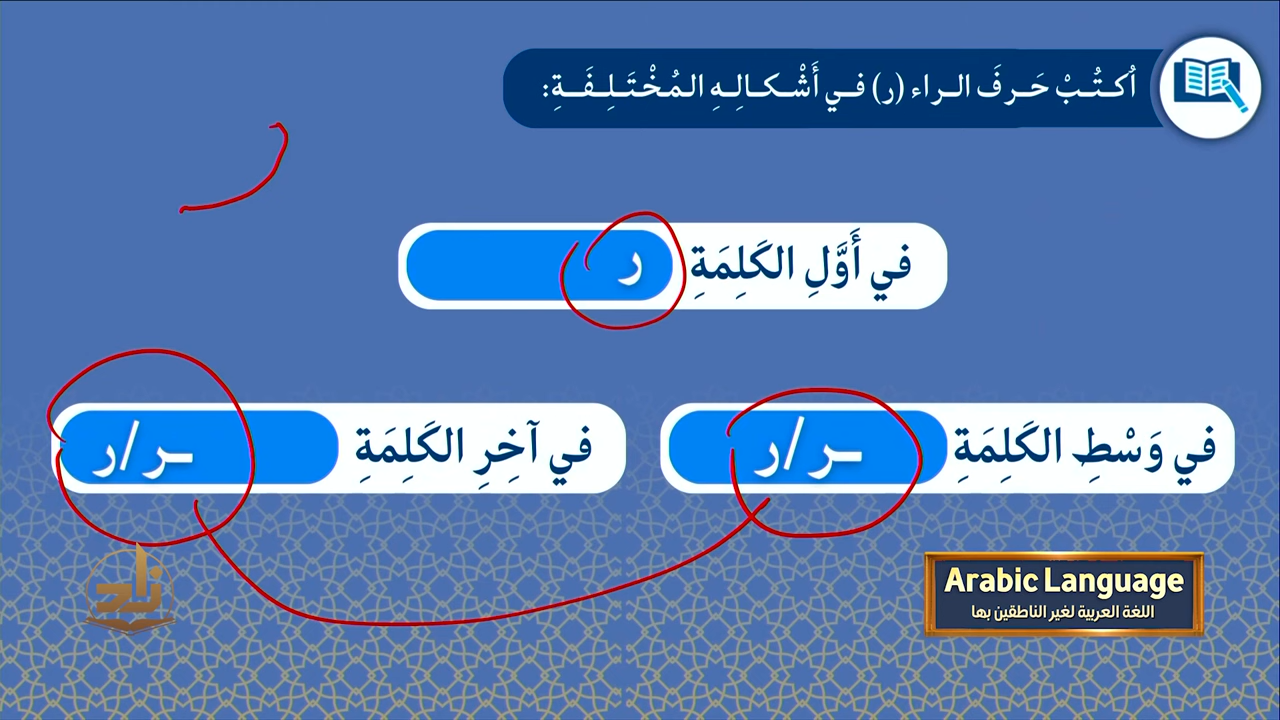 اُكتُبْ حَرفَ الراء (ر) في أَشْكالِهِ المُخْتَلِفَةِ:
في أَوَّلِ الكَلِمَةِ ر
في وَسْطِ الكَلِمَةِ ـر /ر
في آخِرِ الكَلِمَةِ ـر /ر
زاد
Arabic Language
اللغة العربية لغير الناطقين بها